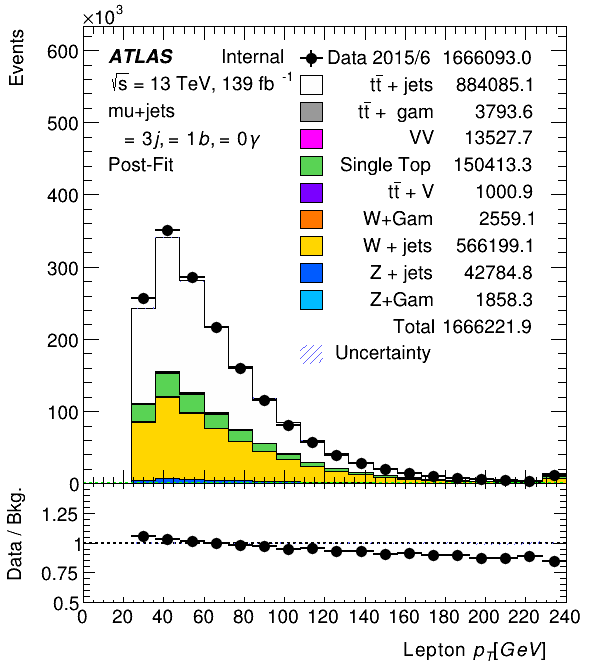 ×10³
Events
600
500
400
300
200
100
0
ATLAS Internal
√s = 13 TeV, 139 fb⁻¹
mu+jets
= 3j, = 1b, = 0γ
Post-Fit
Data 2015/6 1666093.0
tt̄ + jets 884085.1
tt̄ + gam 3793.6
VV 13527.7
Single Top 150413.3
tt̄ + V 1000.9
W+Gam 2559.1
W + jets 566199.1
Z + jets 42784.8
Z+Gam 1858.3
Total 1666221.9
Uncertainty
Data / Bkg.
1.25
1
0.75
0.5
0 20 40 60 80 100 120 140 160 180 200 220 240
Lepton p_T[GeV]